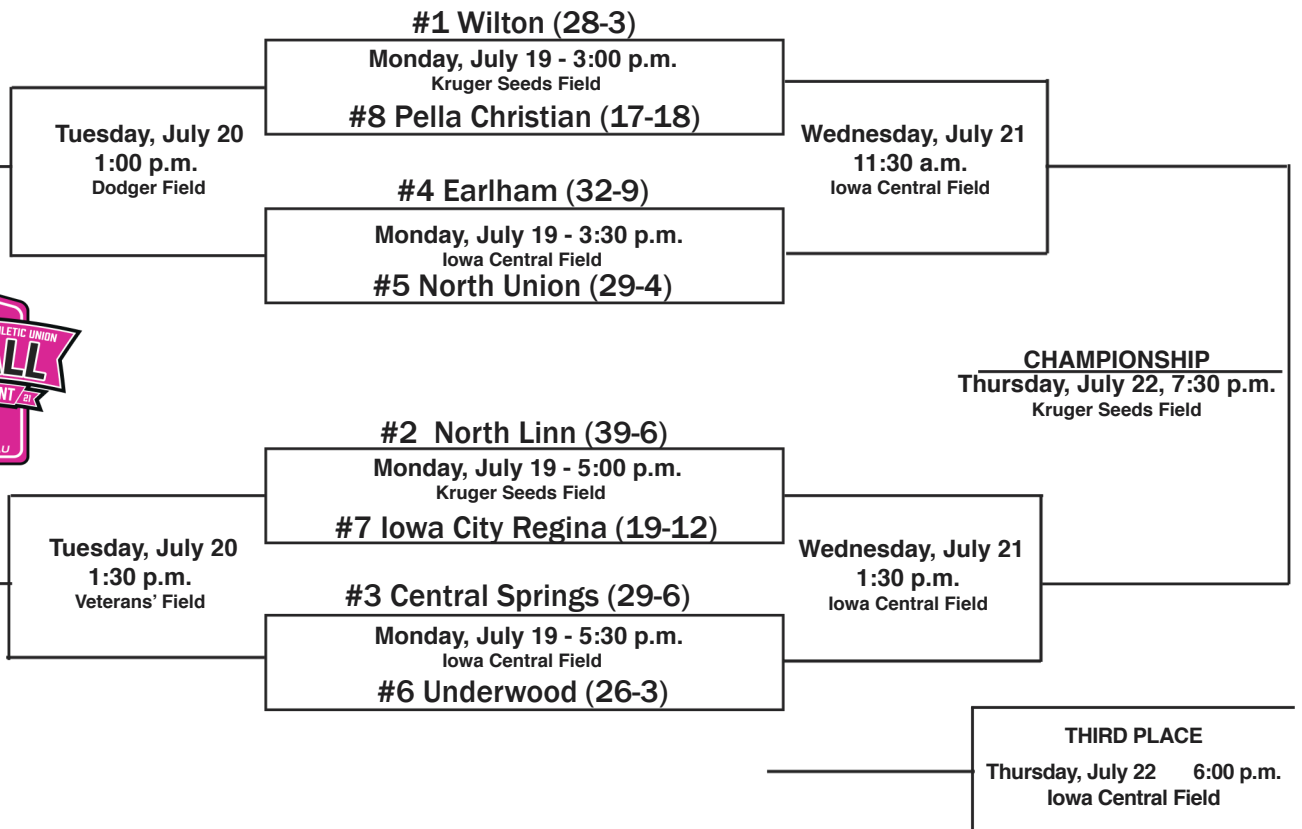 #1 Wilton (28-3)
Monday, July 19 - 3:00 p.m.
Kruger Seeds Field
#8 Pella Christian (17-18)
Tuesday, July 20
1:00 p.m.
Dodger Field
Wednesday, July 21
11:30 a.m.
Iowa Central Field
#4 Earlham (32-9)
Monday, July 19 - 3:30 p.m.
Iowa Central Field
#5 North Union (29-4)
UNION
CHAMPIONSHIP
Thursday, July 22, 7:30 p.m.
Kruger Seeds Field
#2 North Linn (39-6)
Monday, July 19 - 5:00 p.m.
Kruger Seeds Field
#7 Iowa City Regina (19-12)
Tuesday, July 20
1:30 p.m.
Veterans' Field
Wednesday, July 21
1:30 p.m.
Iowa Central Field
#3 Central Springs (29-6)
Monday, July 19 - 5:30 p.m.
Iowa Central Field
#6 Underwood (26-3)
THIRD PLACE
Thursday, July 22 6:00 p.m.
Iowa Central Field